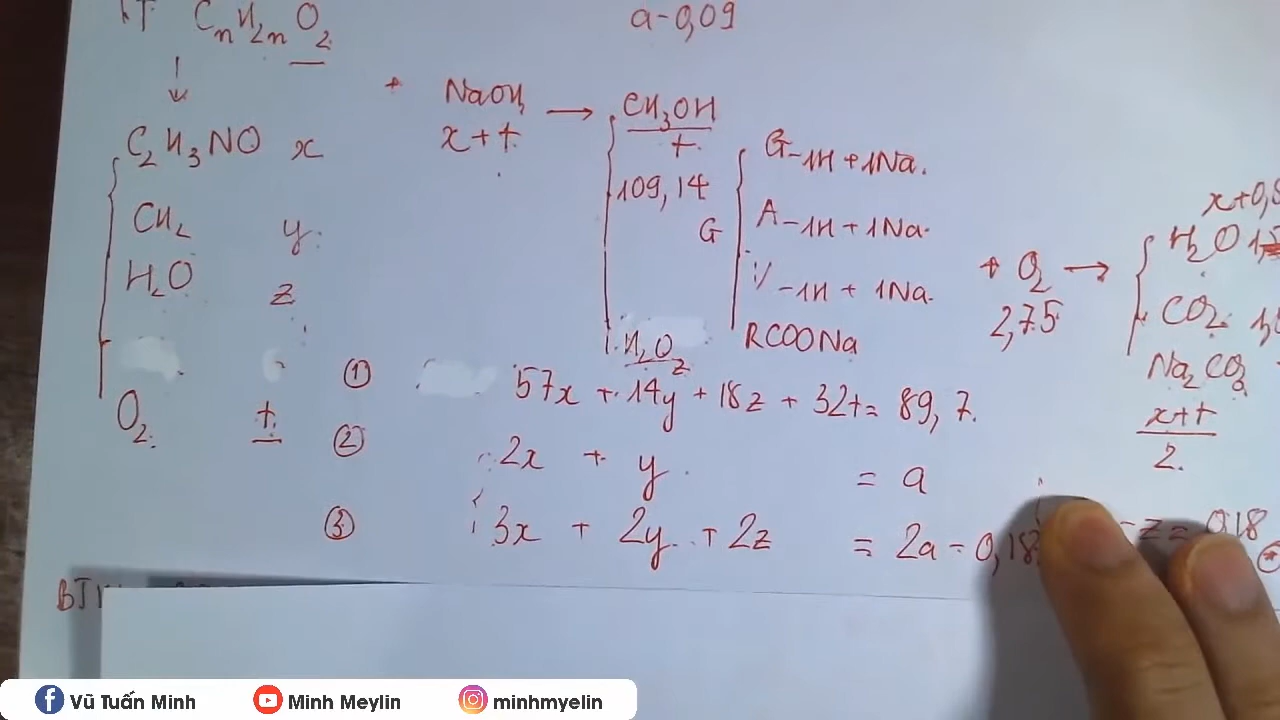 CnH2nO2
a-0,09
+ NaOH → CH3OH
C2H3NO x
x+t
t
G-1H+1Na.
109,14
CH2 y
G
A-1H+1Na.
H2O z
V-1H+1Na.
+ O2 →
2,75
H2O
CO2
Na2CO3
x+t
2.
H2O
z
RCOONa
O2 t
① 57x + 14y + 18z + 32t = 89,7.
② 2x + y = a
③ 3x + 2y + 2z = 2a - 0,18
-z = 0,18
Vũ Tuấn Minh
Minh Meylin
minhmyelin